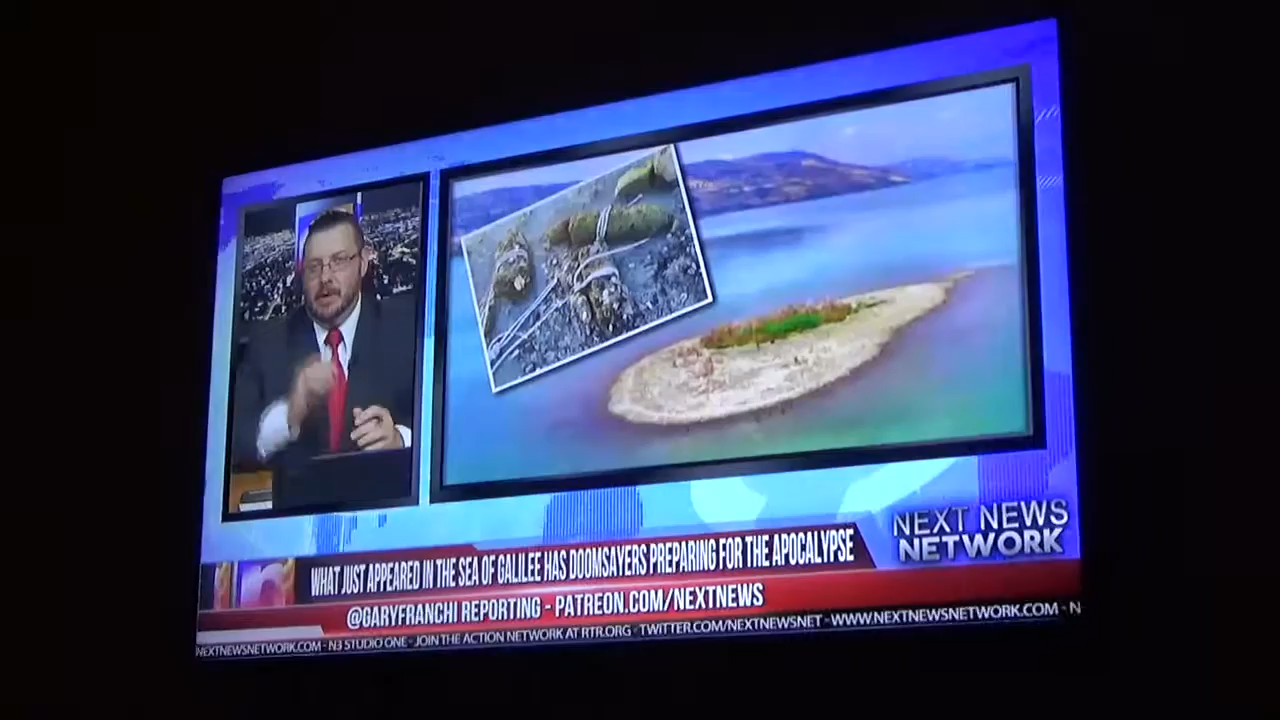 NEXT NEWS
NETWORK
WHAT JUST APPEARED IN THE SEA OF GALILEE HAS DOOMSAYERS PREPARING FOR THE APOCALYPSE
@GARYFRANCHI REPORTING - PATREON.COM/NEXTNEWS
NEXTNEWSNETWORK.COM - N3 STUDIO ONE - JOIN THE ACTION NETWORK AT RTR.ORG - TWITTER.COM/NEXTNEWSNET - WWW.NEXTNEWSNETWORK.COM - N